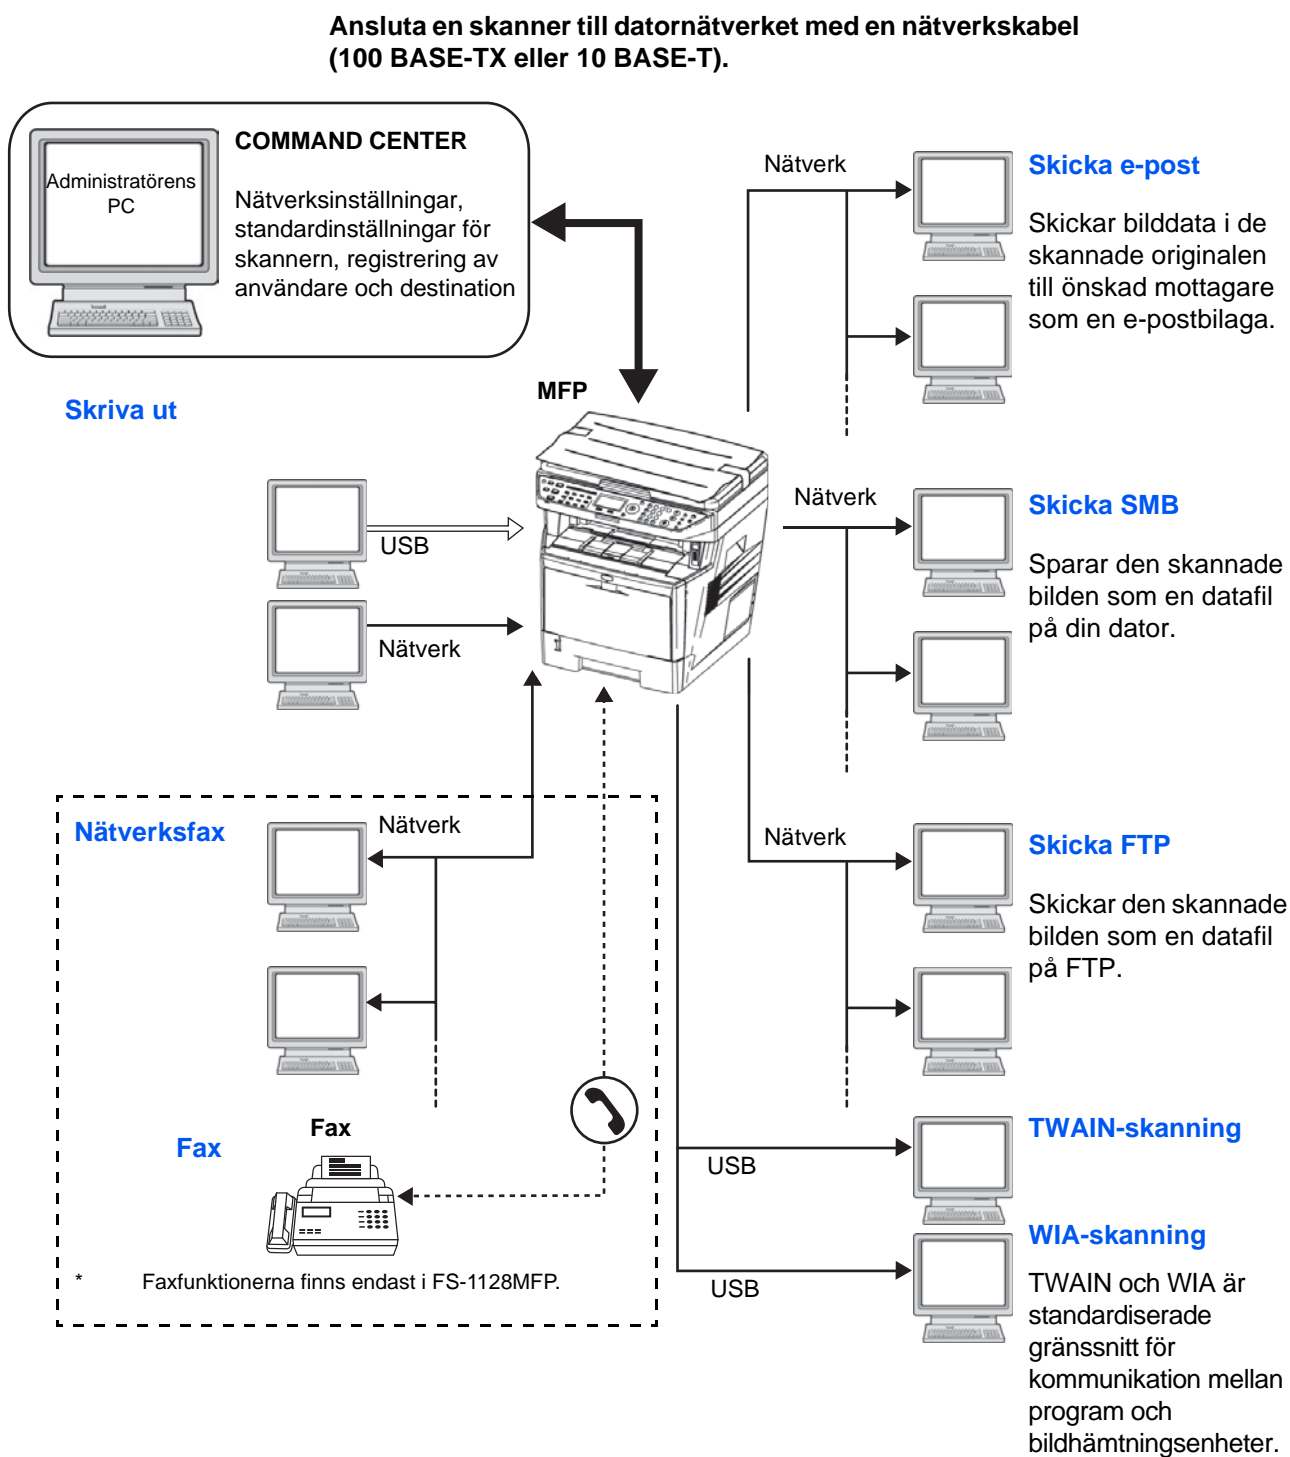 Ansluta en skanner till datornätverket med en nätverkskabel
(100 BASE-TX eller 10 BASE-T).
Administratörens
PC
COMMAND CENTER
Nätverksinställningar,
standardinställningar för
skannern, registrering av
användare och destination
Nätverk
Skicka e-post
Skickar bilddata i de
skannade originalen
till önskad mottagare
som en e-postbilaga.
MFP
Skriva ut
USB
Nätverk
Nätverk
Skicka SMB
Sparar den skannade
bilden som en datafil
på din dator.
Nätverksfax
Nätverk
Nätverk
Skicka FTP
Skickar den skannade
bilden som en datafil
på FTP.
Fax
Fax
* Faxfunktionerna finns endast i FS-1128MFP.
USB
TWAIN-skanning
USB
WIA-skanning
TWAIN och WIA är
standardiserade
gränssnitt för
kommunikation mellan
program och
bildhämtningsenheter.